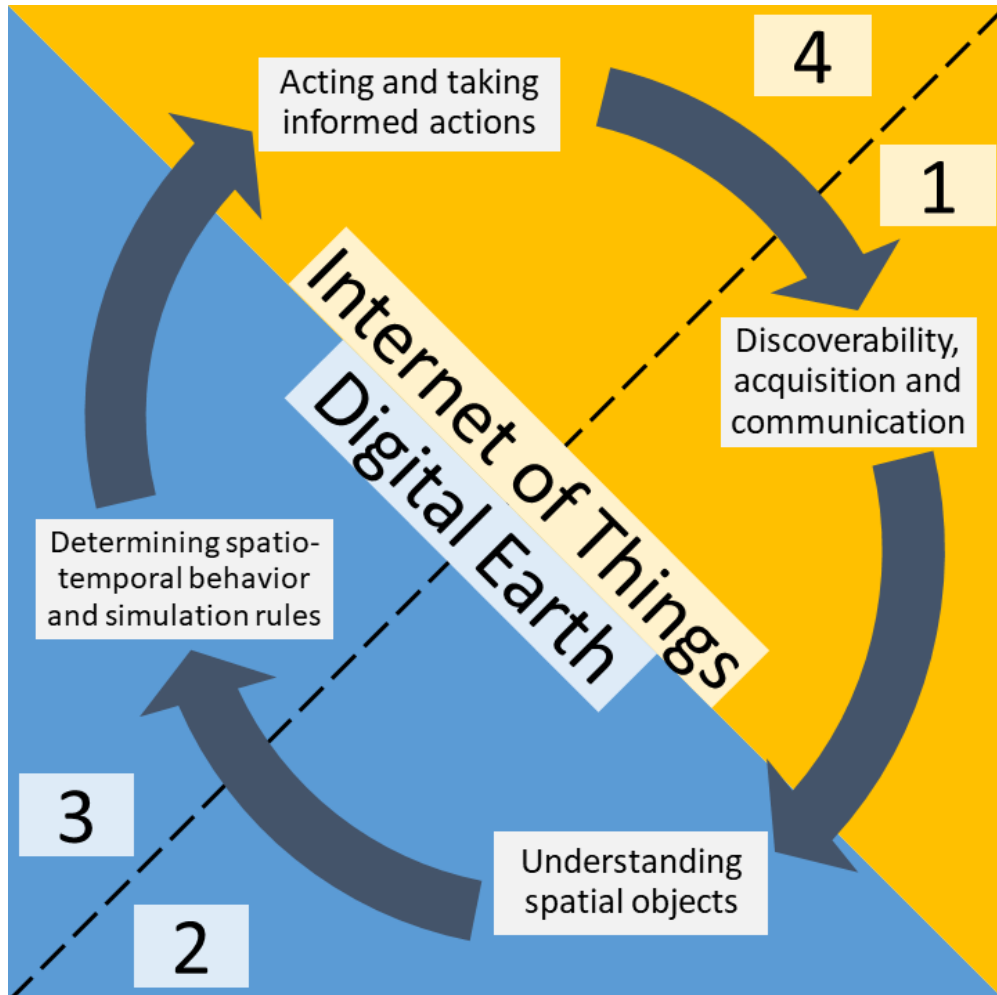 4
Acting and taking
informed actions
1
Discoverability,
acquisition and
communication
Internet of Things
Digital Earth
Determining spatio-
temporal behavior
and simulation rules
3
Understanding
spatial objects
2